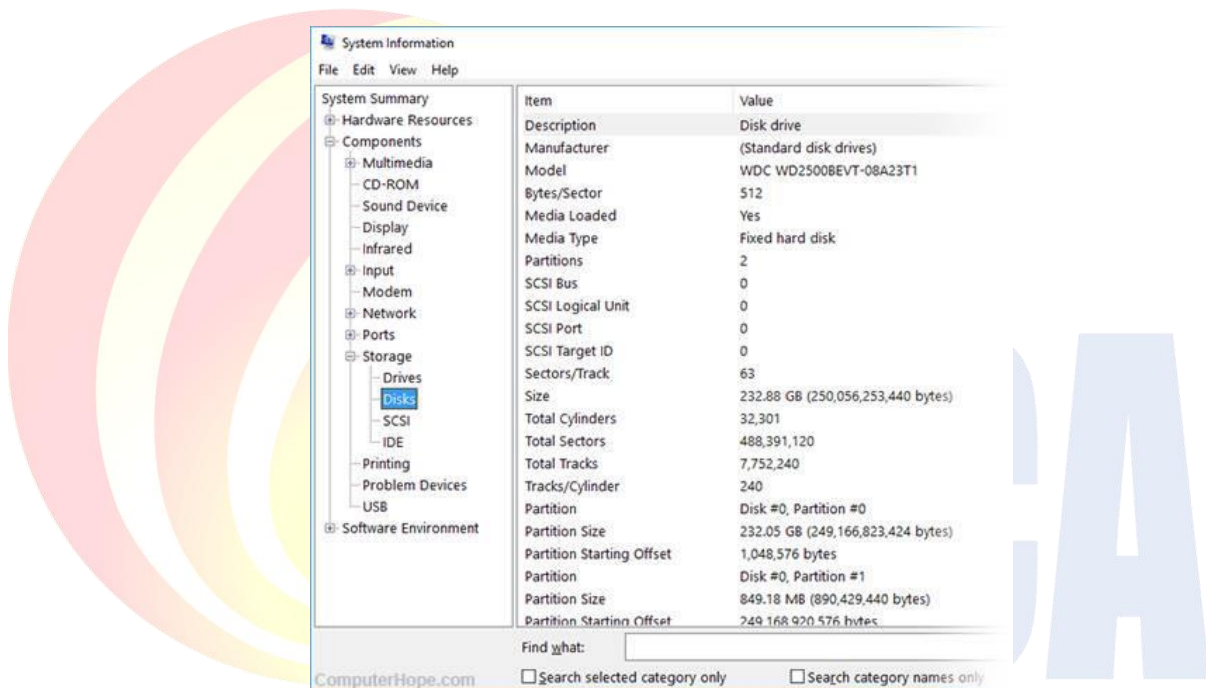 System Information
File Edit View Help
System Summary
Hardware Resources
Components
Multimedia
CD-ROM
Sound Device
Display
Infrared
Input
Modem
Network
Ports
Storage
Drives
Disks
SCSI
IDE
Printing
Problem Devices
USB
Software Environment
Item Value
Description Disk drive
Manufacturer (Standard disk drives)
Model WDC WD2500BEVT-08A23T1
Bytes/Sector 512
Media Loaded Yes
Media Type Fixed hard disk
Partitions 2
SCSI Bus 0
SCSI Logical Unit 0
SCSI Port 0
SCSI Target ID 0
Sectors/Track 63
Size 232.88 GB (250,056,253,440 bytes)
Total Cylinders 32,301
Total Sectors 488,391,120
Total Tracks 7,752,240
Tracks/Cylinder 240
Partition Disk #0, Partition #0
Partition Size 232.05 GB (249,166,823,424 bytes)
Partition Starting Offset 1,048,576 bytes
Partition Disk #0, Partition #1
Partition Size 849.18 MB (890,429,440 bytes)
Partition Starting Offset 249,168,920,576 bytes
Find what:
Search selected category only Search category names only
ComputerHope.com
CA